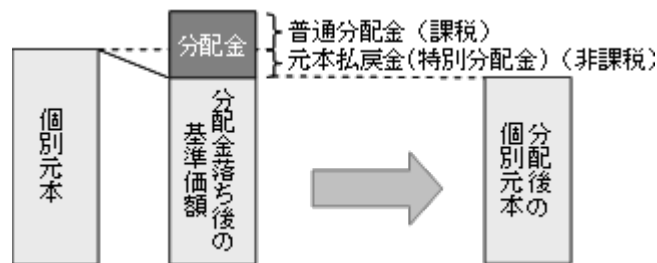 分配金
普通分配金（課税）
元本払戻金(特別分配金)（非課税）
個別元本
分配金落ち後の
基準価額
分配後の
個別元本